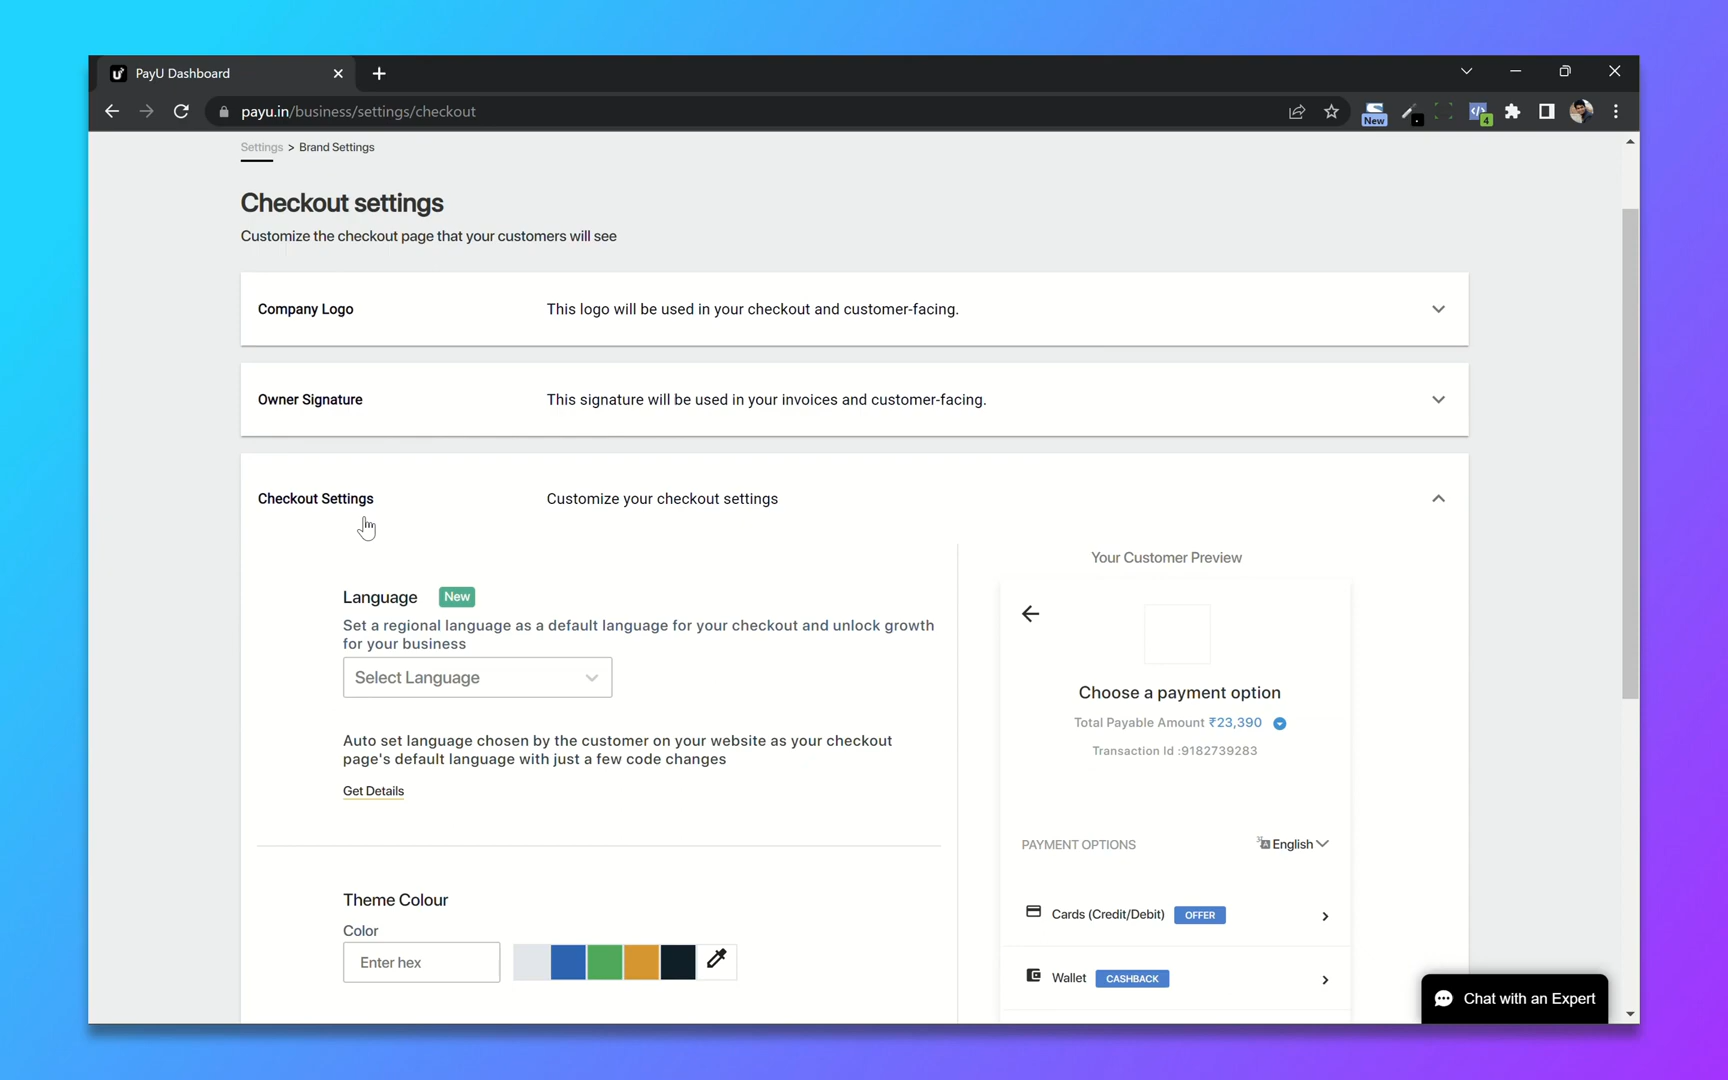 PayU Dashboard
payu.in/business/settings/checkout
New
4
Settings > Brand Settings
Checkout settings
Customize the checkout page that your customers will see
Company Logo
This logo will be used in your checkout and customer-facing.
Owner Signature
This signature will be used in your invoices and customer-facing.
Checkout Settings
Customize your checkout settings
Language New
Set a regional language as a default language for your checkout and unlock growth
for your business
Select Language
Auto set language chosen by the customer on your website as your checkout
page's default language with just a few code changes
Get Details
Theme Colour
Color
Enter hex
Your Customer Preview
Choose a payment option
Total Payable Amount ₹23,390
Transaction Id :9182739283
PAYMENT OPTIONS
English
Cards (Credit/Debit) OFFER
Wallet CASHBACK
Chat with an Expert